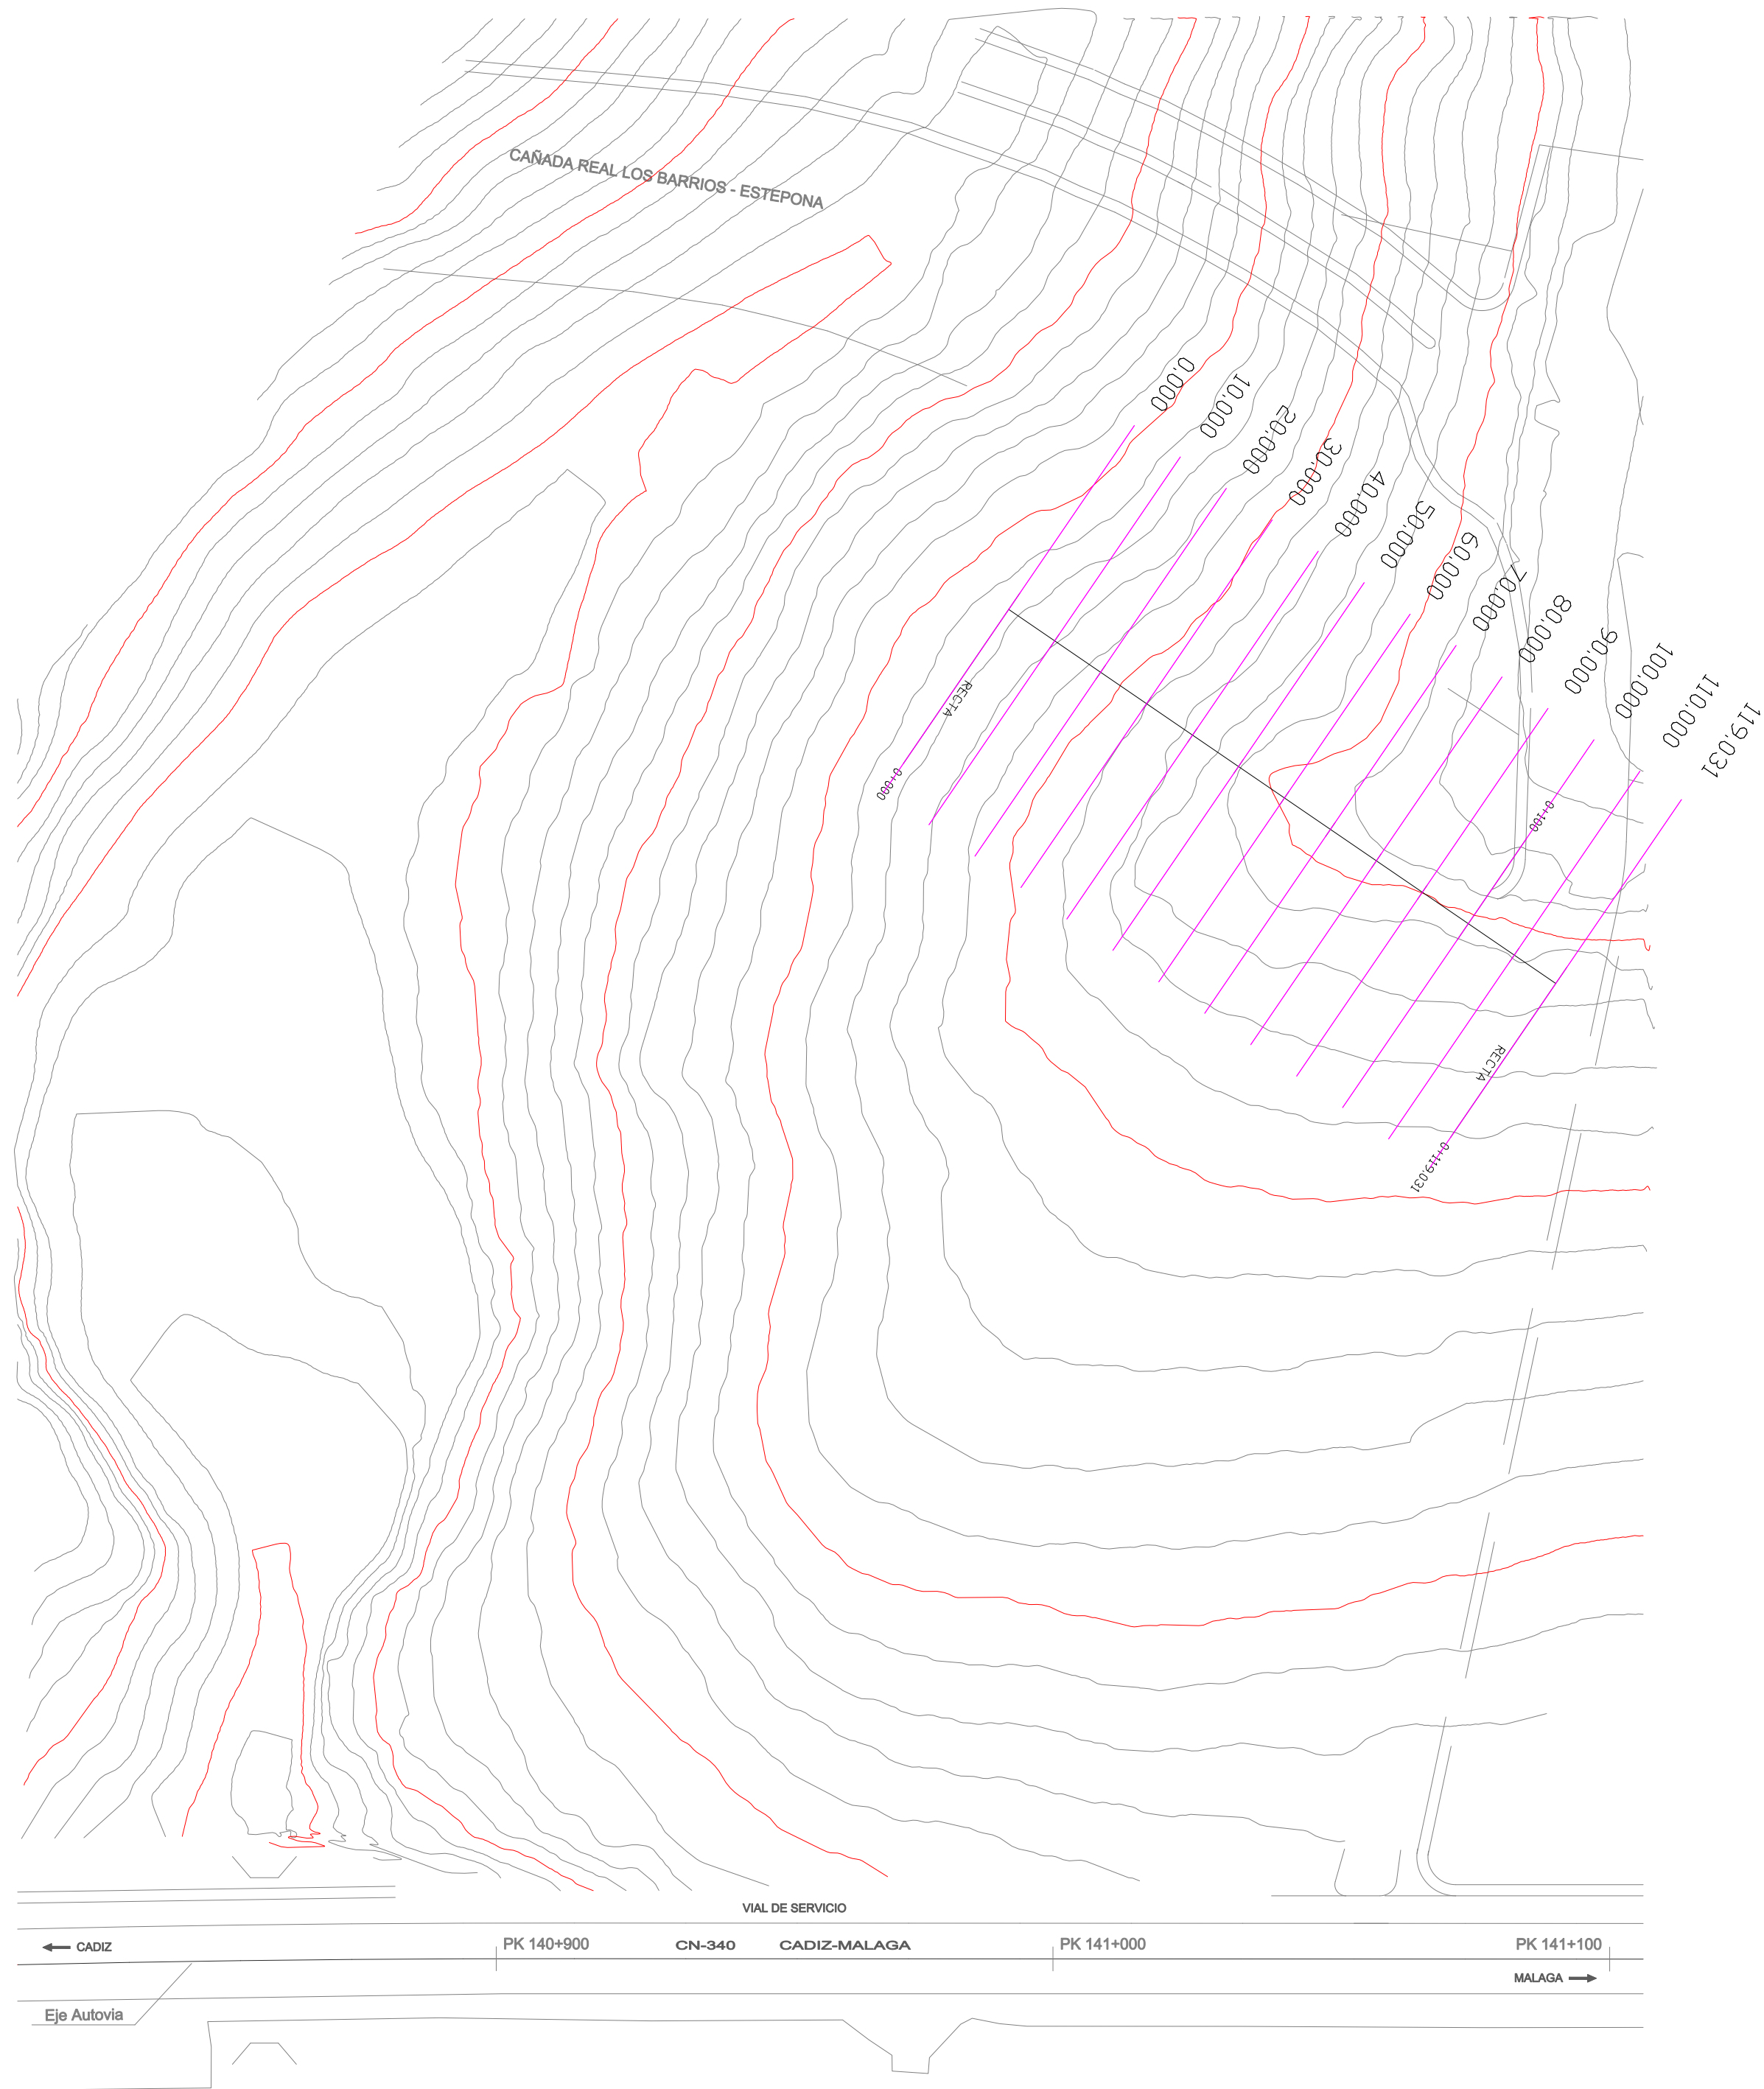 CAÑADA REAL LOS BARRIOS - ESTEPONA
0.000
10.000
20.000
30.000
40.000
50.000
60.000
70.000
80.000
90.000
100.000
110.000
119.031
RECTA
0+000
0+100
RECTA
0+119.031
VIAL DE SERVICIO
CADIZ
PK 140+900
CN-340 CADIZ-MALAGA
PK 141+000
PK 141+100
MALAGA
Eje Autovia